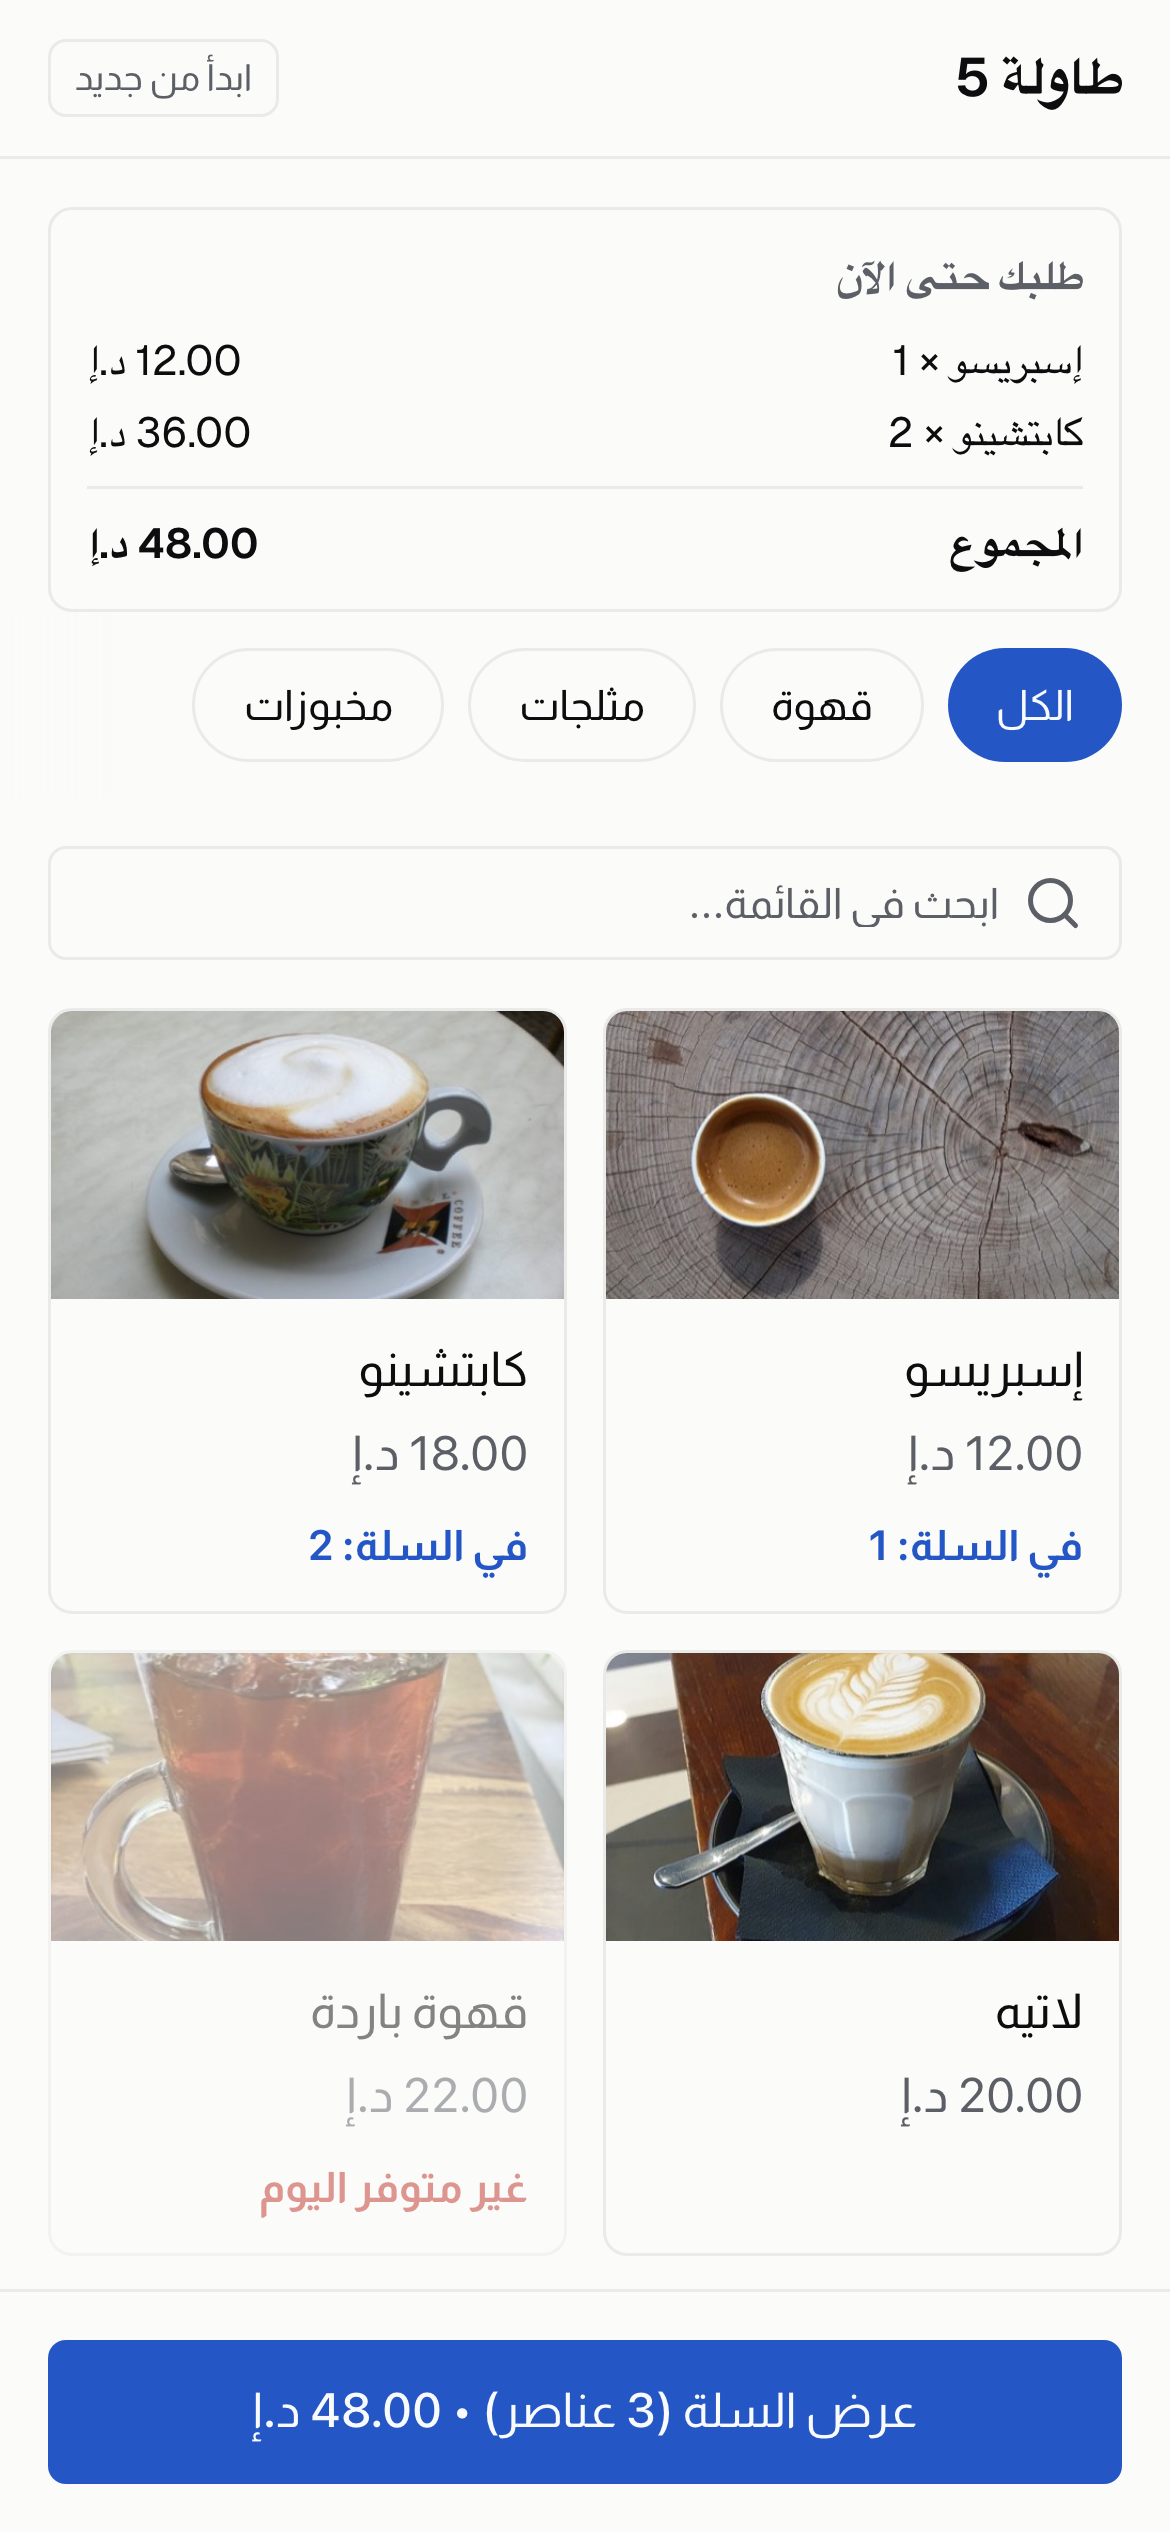 طاولة 5
ابدأ من جديد
طلبك حتى الآن
إسبريسو × 1
12.00 د.إ
كابتشينو × 2
36.00 د.إ
المجموع
48.00 د.إ
الكل
قهوة
مثلجات
مخبوزات
ابحث في القائمة...
COFFEE
إسبريسو
12.00 د.إ
في السلة: 1
كابتشينو
18.00 د.إ
في السلة: 2
لاتيه
20.00 د.إ
قهوة باردة
22.00 د.إ
غير متوفر اليوم
عرض السلة (3 عناصر) • 48.00 د.إ